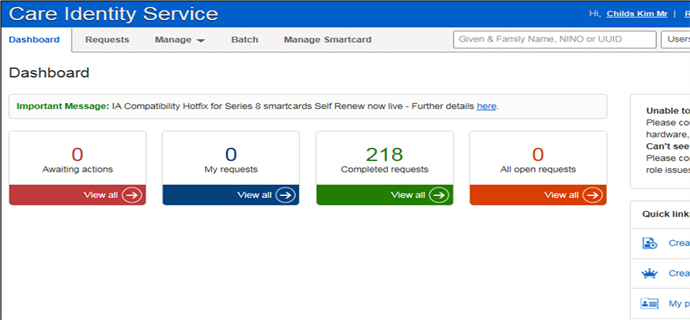 Care Identity Service
Hi, Childs Kim Mr |
Dashboard Requests Manage Batch Manage Smartcard
Given & Family Name, NINO or UUID
Dashboard
Important Message: IA Compatibility Hotfix for Series 8 smartcards Self Renew now live - Further details here.
0
Awaiting actions
View all
0
My requests
View all
218
Completed requests
View all
0
All open requests
View all
Unable to
Please co
hardware,
Can't see
Please co
role issues
Quick link
Crea
Crea
My p